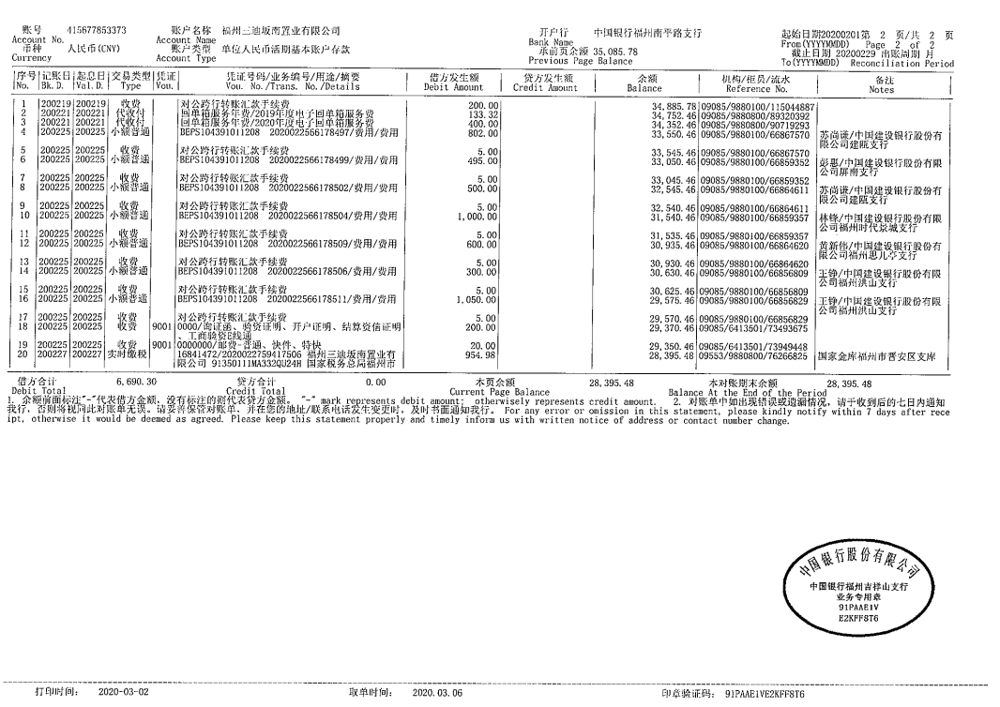 账号 415677853373 账户名称 福州三迪坂南置业有限公司 开户行 中国银行福州南平路支行 起始日期20200201第 2 页/共 2 页
Account No. Account Name Bank Name From(YYYYMMDD) Page 2 of 2
币种 人民币(CNY) 账户类型 单位人民币活期基本账户存款 承前页余额 35,085.78 截止日期 20200229 出账周期 月
Currency Account Type Previous Page Balance To(YYYYMMDD) Reconciliation Period
序号 记账日 起息日 交易类型 凭证 凭证号码/业务编号/用途/摘要 借方发生额 贷方发生额 余额 机构/柜员/流水 备注
No. Bk.D. Val.D. Type Vou. Vou. No./Trans. No./Details Debit Amount Credit Amount Balance Reference No. Notes
1 200219 200219 收费 对公跨行转账汇款手续费 200.00 34,885.78 09085/9880100/115044887
2 200221 200221 代收付 回单箱服务年费/2019年度电子回单箱服务费 133.32 34,752.46 09085/9880800/89320392
3 200221 200221 代收付 回单箱服务年费/2020年度电子回单箱服务费 400.00 34,352.46 09085/9880800/90719293
4 200225 200225 小额普通 BEPS104391011208 2020022566178497/费用/费用 802.00 33,550.46 09085/9880100/66867570 苏尚谦/中国建设银行股份有
限公司建瓯支行
5 200225 200225 收费 对公跨行转账汇款手续费 5.00 33,545.46 09085/9880100/66867570
6 200225 200225 小额普通 BEPS104391011208 2020022566178499/费用/费用 495.00 33,050.46 09085/9880100/66859352 彭惠/中国建设银行股份有限
公司屏南支行
7 200225 200225 收费 对公跨行转账汇款手续费 5.00 33,045.46 09085/9880100/66859352
8 200225 200225 小额普通 BEPS104391011208 2020022566178502/费用/费用 500.00 32,545.46 09085/9880100/66864611 苏尚谦/中国建设银行股份有
限公司建瓯支行
9 200225 200225 收费 对公跨行转账汇款手续费 5.00 32,540.46 09085/9880100/66864611
10 200225 200225 小额普通 BEPS104391011208 2020022566178504/费用/费用 1,000.00 31,540.46 09085/9880100/66859357 林锋/中国建设银行股份有限
公司福州时代景城支行
11 200225 200225 收费 对公跨行转账汇款手续费 5.00 31,535.46 09085/9880100/66859357
12 200225 200225 小额普通 BEPS104391011208 2020022566178509/费用/费用 600.00 30,935.46 09085/9880100/66864620 黄新伟/中国建设银行股份有
限公司福州思儿亭支行
13 200225 200225 收费 对公跨行转账汇款手续费 5.00 30,930.46 09085/9880100/66864620
14 200225 200225 小额普通 BEPS104391011208 2020022566178506/费用/费用 300.00 30,630.46 09085/9880100/66856809 王铮/中国建设银行股份有限
公司福州洪山支行
15 200225 200225 收费 对公跨行转账汇款手续费 5.00 30,625.46 09085/9880100/66856809
16 200225 200225 小额普通 BEPS104391011208 2020022566178511/费用/费用 1,050.00 29,575.46 09085/9880100/66856829 王铮/中国建设银行股份有限
公司福州洪山支行
17 200225 200225 收费 对公跨行转账汇款手续费 5.00 29,570.46 09085/9880100/66856829
18 200225 200225 收费 9001 0000/询证函、验资证明、开户证明、结算资信证明 200.00 29,370.46 09085/6413501/73493675
、工商验资E线通
19 200225 200225 收费 9001 0000000/邮费-普通、快件、特快 20.00 29,350.46 09085/6413501/73949448
20 200227 200227 实时缴税 16841472/2020022759417506 福州三迪坂南置业有 954.98 28,395.48 09553/9880800/76266825 国家金库福州市晋安区支库
限公司 91350111MA332QU24H 国家税务总局福州市
借方合计 6,690.30 贷方合计 0.00 本页余额 28,395.48 本对账期末余额 28,395.48
Debit Total Credit Total Current Page Balance Balance At the End of the Period
1. 余额前面标注"-"代表借方金额，没有标注的则代表贷方金额。 "-" mark represents debit amount; otherwisely represents credit amount. 2. 对账单中如出现错误或遗漏情况，请于收到后的七日内通知
我行，否则将视同此对账单无误。请妥善保管对账单，并在您的地址/联系电话发生变更时，及时书面通知我行。 For any error or omission in this statement, please kindly notify within 7 days after rece
ipt, otherwise it would be deemed as agreed. Please keep this statement properly and timely inform us with written notice of address or contact number change.
中国银行股份有限公司
中国银行福州吉祥山支行
业务专用章
91PAAE1V
E2KFF8T6
打印时间： 2020-03-02 取单时间： 2020.03.06 印章验证码： 91PAAE1VE2KFF8T6